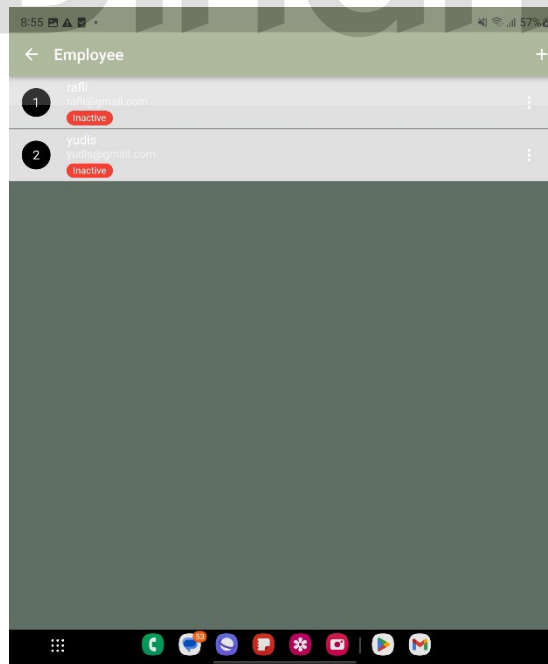 8:55
57%
Employee
1
rafli
rafli@gmail.com
Inactive
2
yudis
yudis@gmail.com
Inactive
53